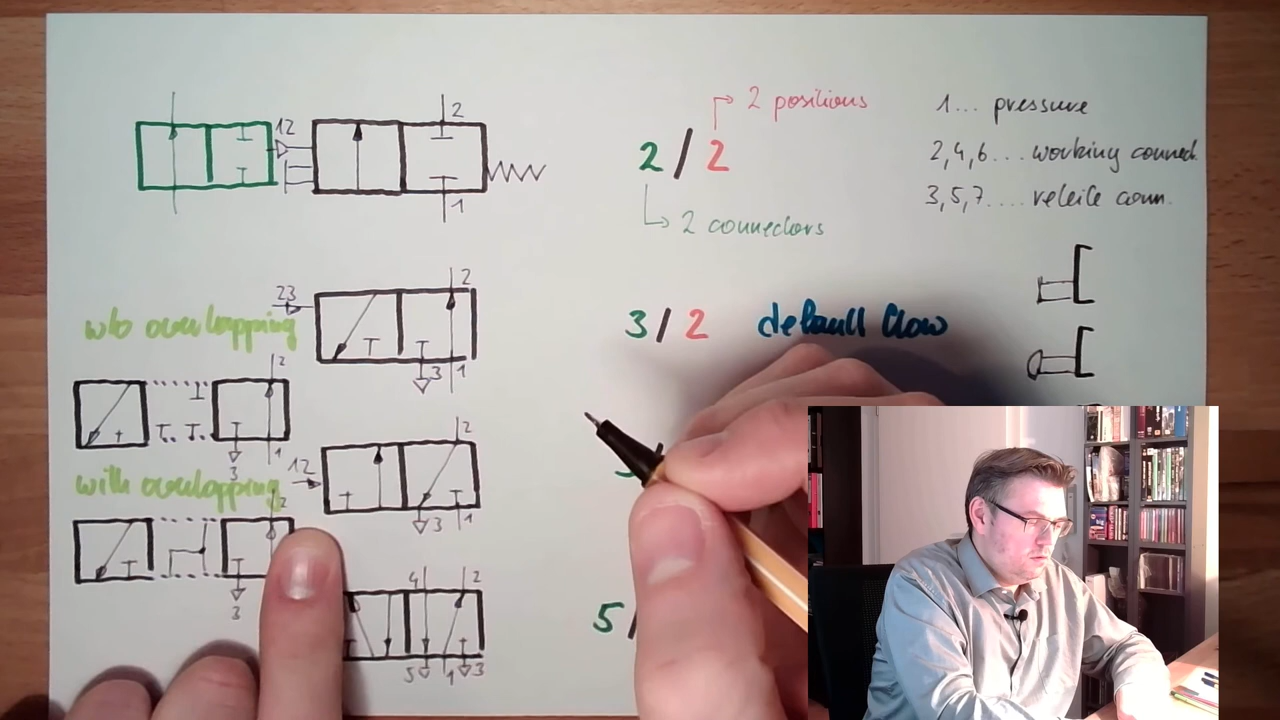 12
2
1
2 / 2
2 positions
2 connectors
1... pressure
2,4,6... working connect.
3,5,7.... releile conn.
23
2
3
1
3 / 2
default flow
w/o overlapping
2
3
1
12
2
3
1
with overlapping
2
3
4
2
5
1
3
5 /